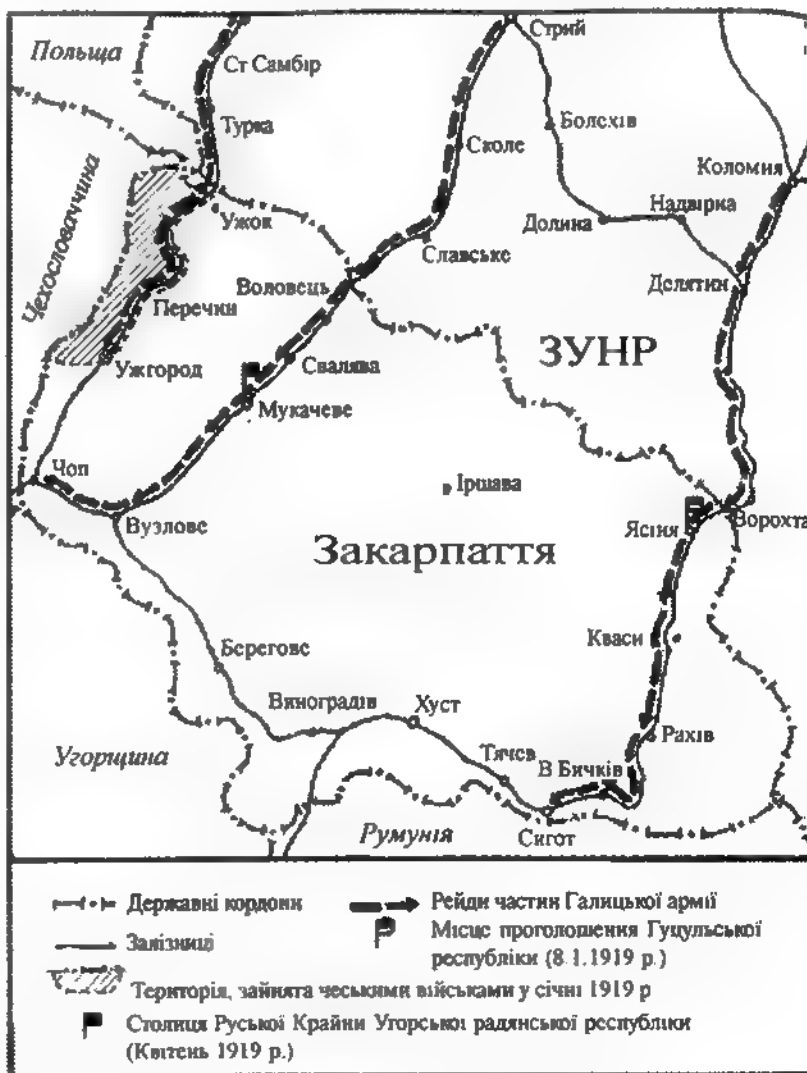 Польща
Стрий
Ст Самбір
Турка
Болєхів
Сколе
Коломия
Чехословаччина
Ужок
Надвірка
Долина
Славське
Делятин
Воловець
Перечин
ЗУНР
Ужгород
Свалява
Мукачеве
Чоп
Іршава
Вузлове
Ясіня
Ворохта
Закарпаття
Кваси
Берегове
Виноградів
Хуст
Рахів
Угорщина
Тячєв
В Бичків
Сигот
Румунія
Державні кордони
Залізниці
Територія, зайнята чеськими військами у січні 1919 р
Рейди частин Галицької армії
Місце проголошення Гуцульської
республіки (8.1.1919 р.)
Столиця Руської Крайни Угорської радянської республіки
(Квітень 1919 р.)